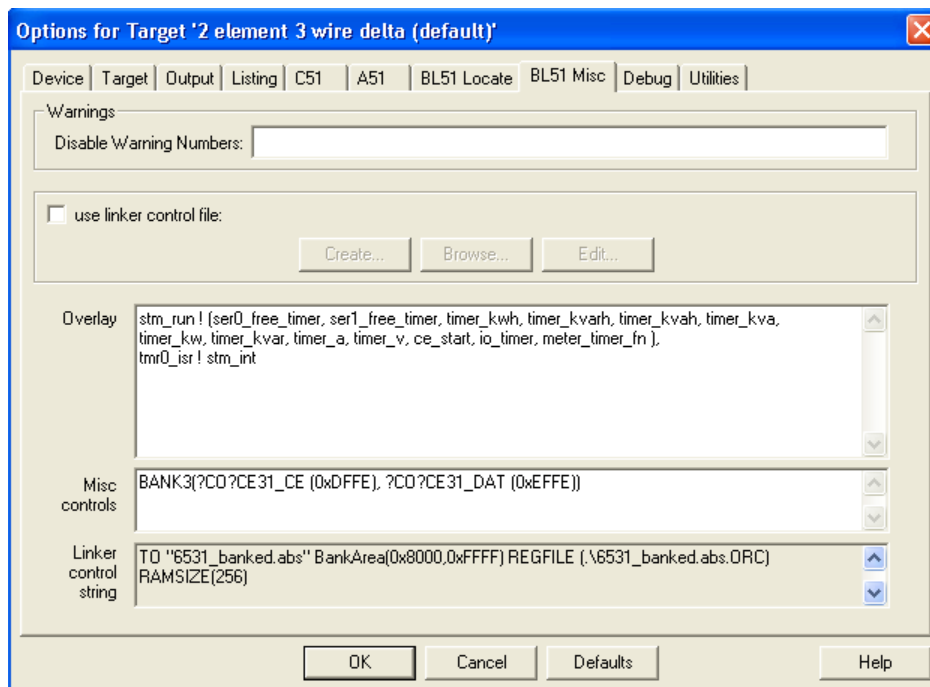 Options for Target '2 element 3 wire delta (default)'
Device Target Output Listing C51 A51 BL51 Locate BL51 Misc Debug Utilities
Warnings
Disable Warning Numbers:
use linker control file:
Create... Browse... Edit...
Overlay
stm_run ! (ser0_free_timer, ser1_free_timer, timer_kwh, timer_kvarh, timer_kvah, timer_kva,
timer_kw, timer_kvar, timer_a, timer_v, ce_start, io_timer, meter_timer_fn ),
tmr0_isr ! stm_int
Misc
controls
BANK3(?CO?CE31_CE (0xDFFE), ?CO?CE31_DAT (0xEFFE))
Linker
control
string
TO "6531_banked.abs" BankArea(0x8000,0xFFFF) REGFILE (.\6531_banked.abs.ORC)
RAMSIZE(256)
OK Cancel Defaults Help